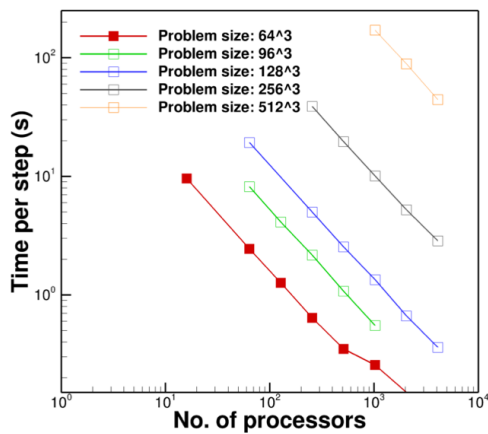 Problem size: 64^3
Problem size: 96^3
Problem size: 128^3
Problem size: 256^3
Problem size: 512^3
10^2
10^1
10^0
Time per step (s)
10^0 10^1 10^2 10^3 10^4
No. of processors